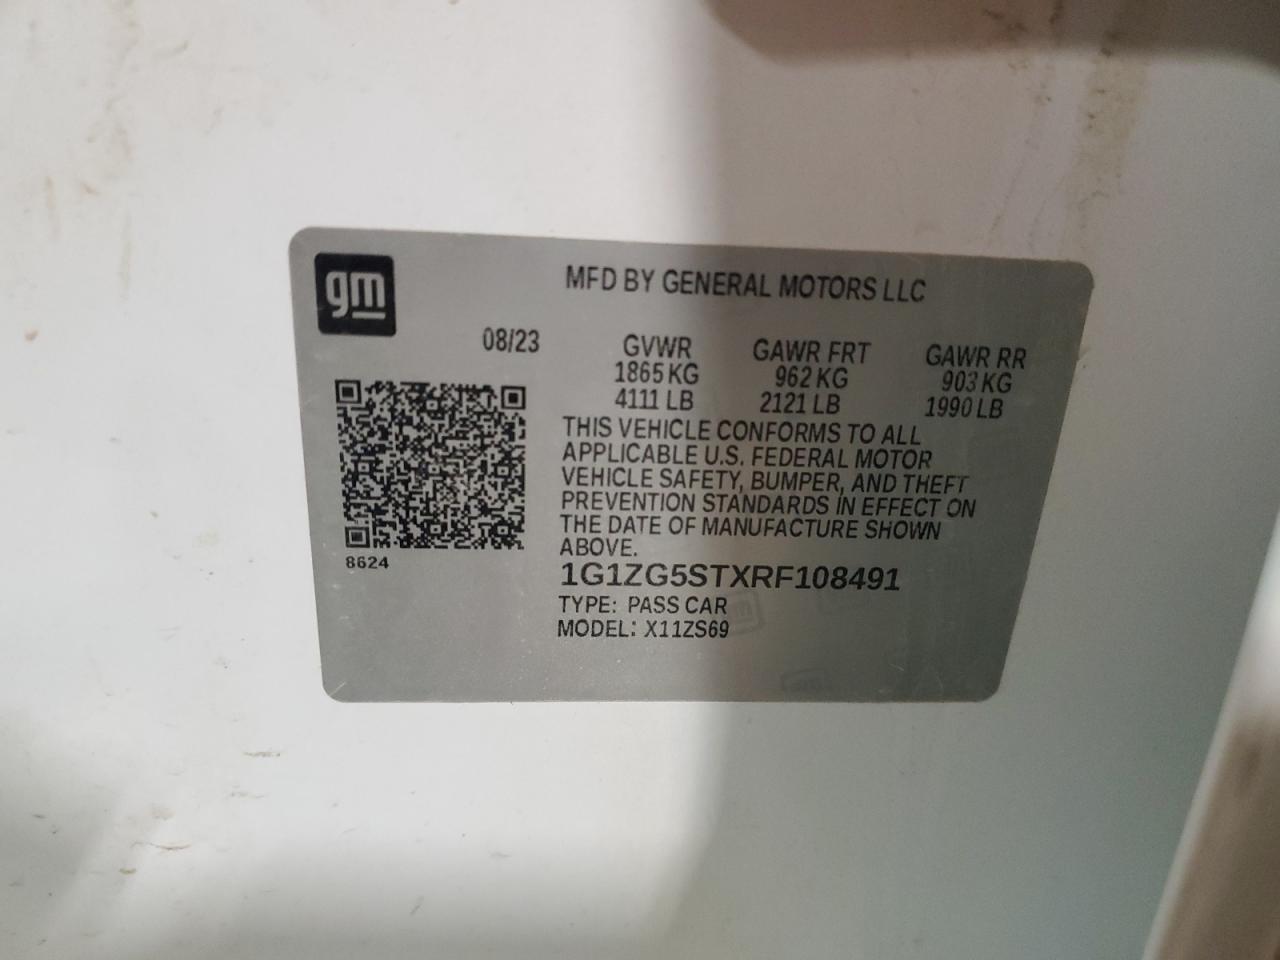 gm
MFD BY GENERAL MOTORS LLC
08/23
GVWR GAWR FRT GAWR RR
1865 KG 962 KG 903 KG
4111 LB 2121 LB 1990 LB
THIS VEHICLE CONFORMS TO ALL
APPLICABLE U.S. FEDERAL MOTOR
VEHICLE SAFETY, BUMPER, AND THEFT
PREVENTION STANDARDS IN EFFECT ON
THE DATE OF MANUFACTURE SHOWN
ABOVE.
8624
1G1ZG5STXRF108491
TYPE: PASS CAR
MODEL: X11ZS69